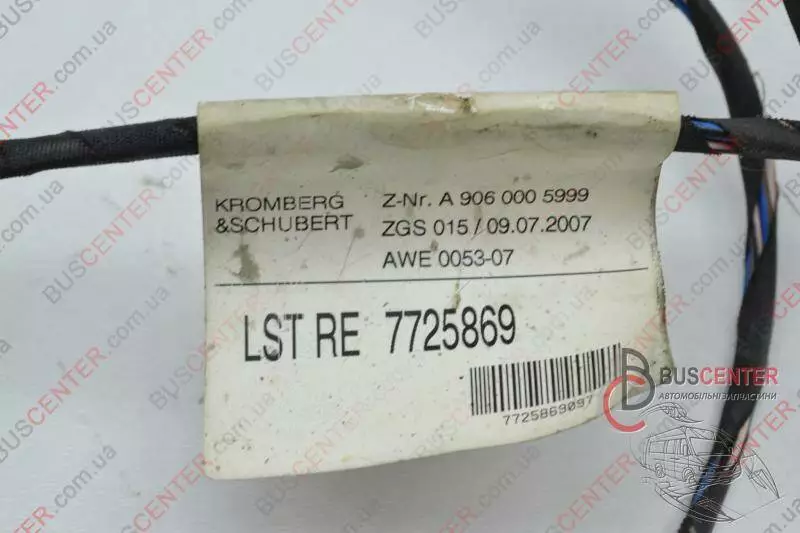 KROMBERG
&SCHUBERT
Z-Nr. A 906 000 5999
ZGS 015 / 09.07.2007
AWE 0053-07
LST RE 7725869
7725869097
BUSCENTER
АВТОМОБІЛЬНІ ЗАПЧАСТИНИ
BUSCENTER.com.ua